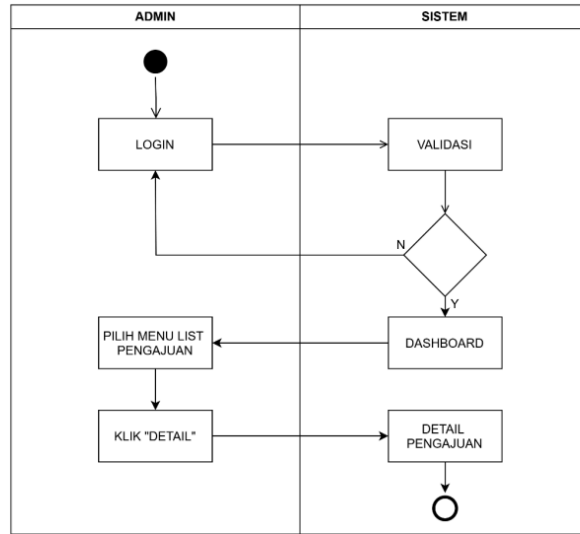 ADMIN
SISTEM
LOGIN
VALIDASI
N
Y
PILIH MENU LIST
PENGAJUAN
DASHBOARD
KLIK "DETAIL"
DETAIL
PENGAJUAN